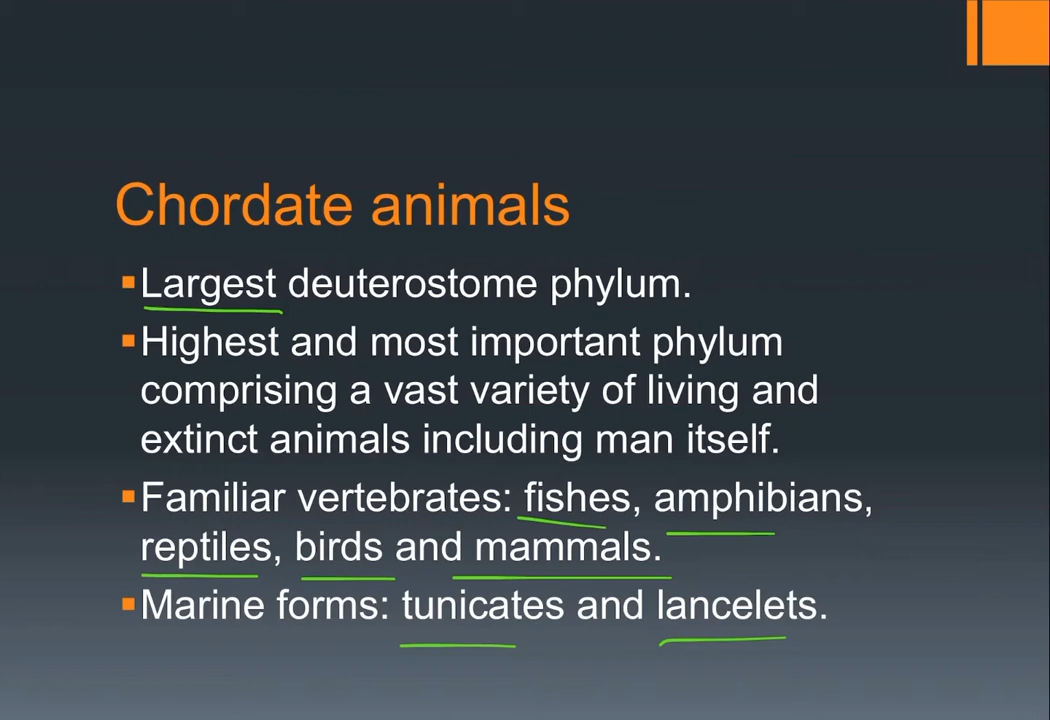 Chordate animals
Largest deuterostome phylum.
Highest and most important phylum
comprising a vast variety of living and
extinct animals including man itself.
Familiar vertebrates: fishes, amphibians,
reptiles, birds and mammals.
Marine forms: tunicates and lancelets.